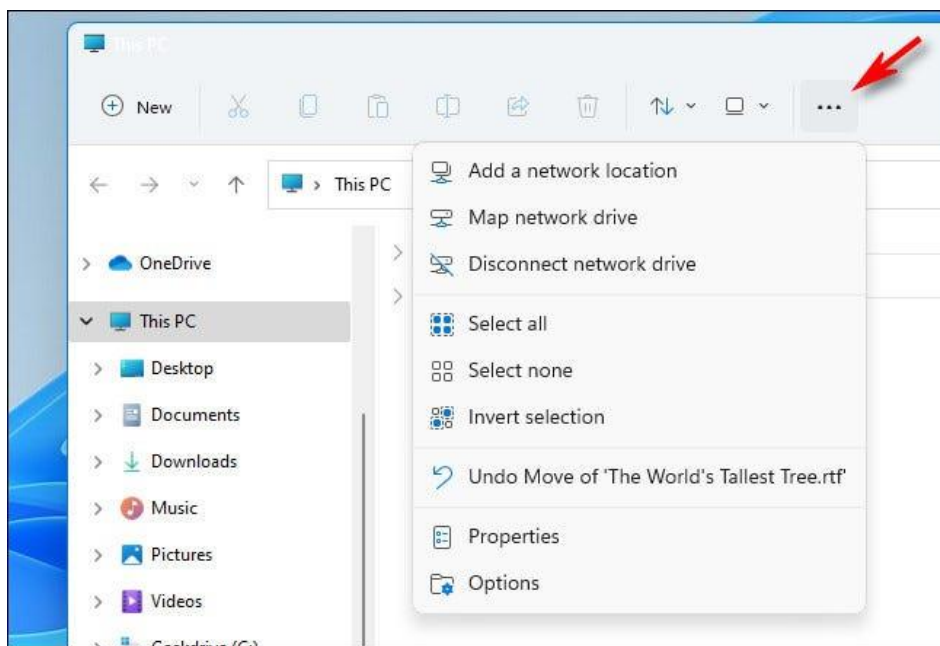 This PC
New
This PC
Add a network location
Map network drive
Disconnect network drive
Select all
Select none
Invert selection
Undo Move of 'The World's Tallest Tree.rtf'
Properties
Options
OneDrive
This PC
Desktop
Documents
Downloads
Music
Pictures
Videos